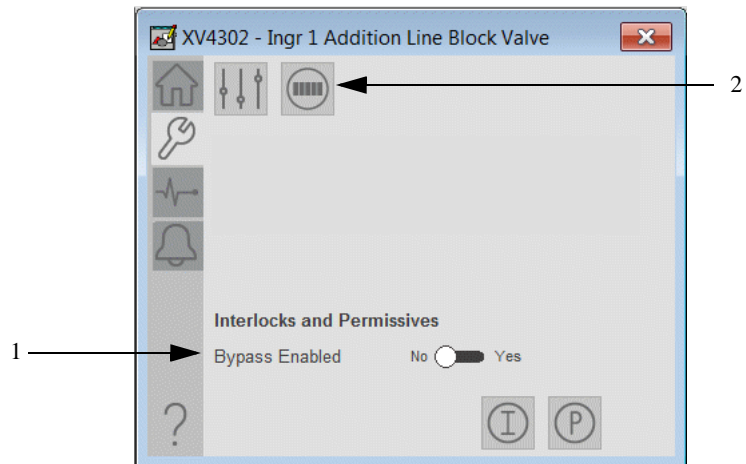 XV4302 - Ingr 1 Addition Line Block Valve
2
Interlocks and Permissives
1
Bypass Enabled No Yes
?
I P